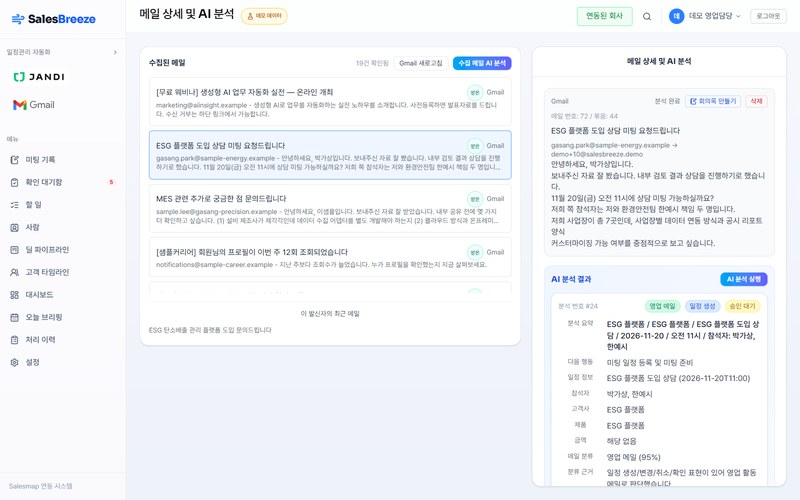 SalesBreeze
일정관리 자동화
JANDI
Gmail
메뉴
미팅 기록
확인 대기함 5
할 일
사람
딜 파이프라인
고객 타임라인
대시보드
오늘 브리핑
처리 이력
설정
Salesmap 연동 시스템
메일 상세 및 AI 분석
데모 데이터
연동된 회사
데
데모 영업담당
로그아웃
수집된 메일
19건 확인됨
Gmail 새로고침
수집 메일 AI 분석
[무료 웨비나] 생성형 AI로 업무 자동화 실전 — 온라인 개최
받은 Gmail
marketing@aiinsight.example - 생성형 AI로 업무를 자동화하는 실전 노하우를 소개합니다. 사전등록하면 발표자료를 드립니
다. 수신 거부는 하단 링크에서 가능합니다.
ESG 플랫폼 도입 상담 미팅 요청드립니다
받은 Gmail
gasang.park@sample-energy.example - 안녕하세요, 박가상입니다. 보내주신 자료 잘 봤습니다. 내부 검토 결과 상담을 진행
하기로 했습니다. 11월 20일(금) 오전 11시에 상담 미팅 가능하실까요? 저희 쪽 참석자는 저와 환경안전팀 한예시 책임 두 명입니...
MES 관련 추가로 궁금한 점 문의드립니다
받은 Gmail
sample.lee@gasang-precision.example - 안녕하세요, 이샘플입니다. 보내주신 자료 잘 받았습니다. 내부 공유 전에 몇 가지
더 확인하고 싶습니다. (1) 설비 제조사가 제각각인데 데이터 수집 어댑터를 별도 개발해야 하는지 (2) 클라우드 방식과 온프레미...
[샘플커리어] 회원님의 프로필이 이번 주 12회 조회되었습니다
받은 Gmail
notifications@sample-career.example - 지난 주보다 조회수가 늘었습니다. 누가 프로필을 확인했는지 지금 살펴보세요.
이 발신자의 최근 메일
ESG 탄소배출 관리 플랫폼 도입 문의드립니다
메일 상세 및 AI 분석
Gmail
분석 완료
회의록 만들기
삭제
메일 번호: 72 / 묶음: 44
ESG 플랫폼 도입 상담 미팅 요청드립니다
gasang.park@sample-energy.example →
demo+10@salesbreeze.demo
안녕하세요, 박가상입니다.
보내주신 자료 잘 봤습니다. 내부 검토 결과 상담을 진행하기로 했습니
다.
11월 20일(금) 오전 11시에 상담 미팅 가능하실까요?
저희 쪽 참석자는 저와 환경안전팀 한예시 책임 두 명입니다.
저희 사업장이 총 7곳인데, 사업장별 데이터 연동 방식과 공시 리포트
양식
커스터마이징 가능 여부를 중점적으로 보고 싶습니다.
AI 분석 결과
AI 분석 실행
분석 번호 #24
영업 메일
일정 생성
승인 대기
분석 요약
ESG 플랫폼 / ESG 플랫폼 / ESG 플랫폼 도입 상
담 / 2026-11-20 / 오전 11시 / 참석자: 박가상,
한예시
다음 행동 미팅 일정 등록 및 미팅 준비
일정 정보 ESG 플랫폼 도입 상담 (2026-11-20T11:00)
참석자 박가상, 한예시
고객사 ESG 플랫폼
제품 ESG 플랫폼
금액 해당 없음
메일 분류 영업 메일 (95%)
분류 근거 일정 생성/변경/취소/확인 표현이 있어 영업 활동
메일로 판단했습니다.